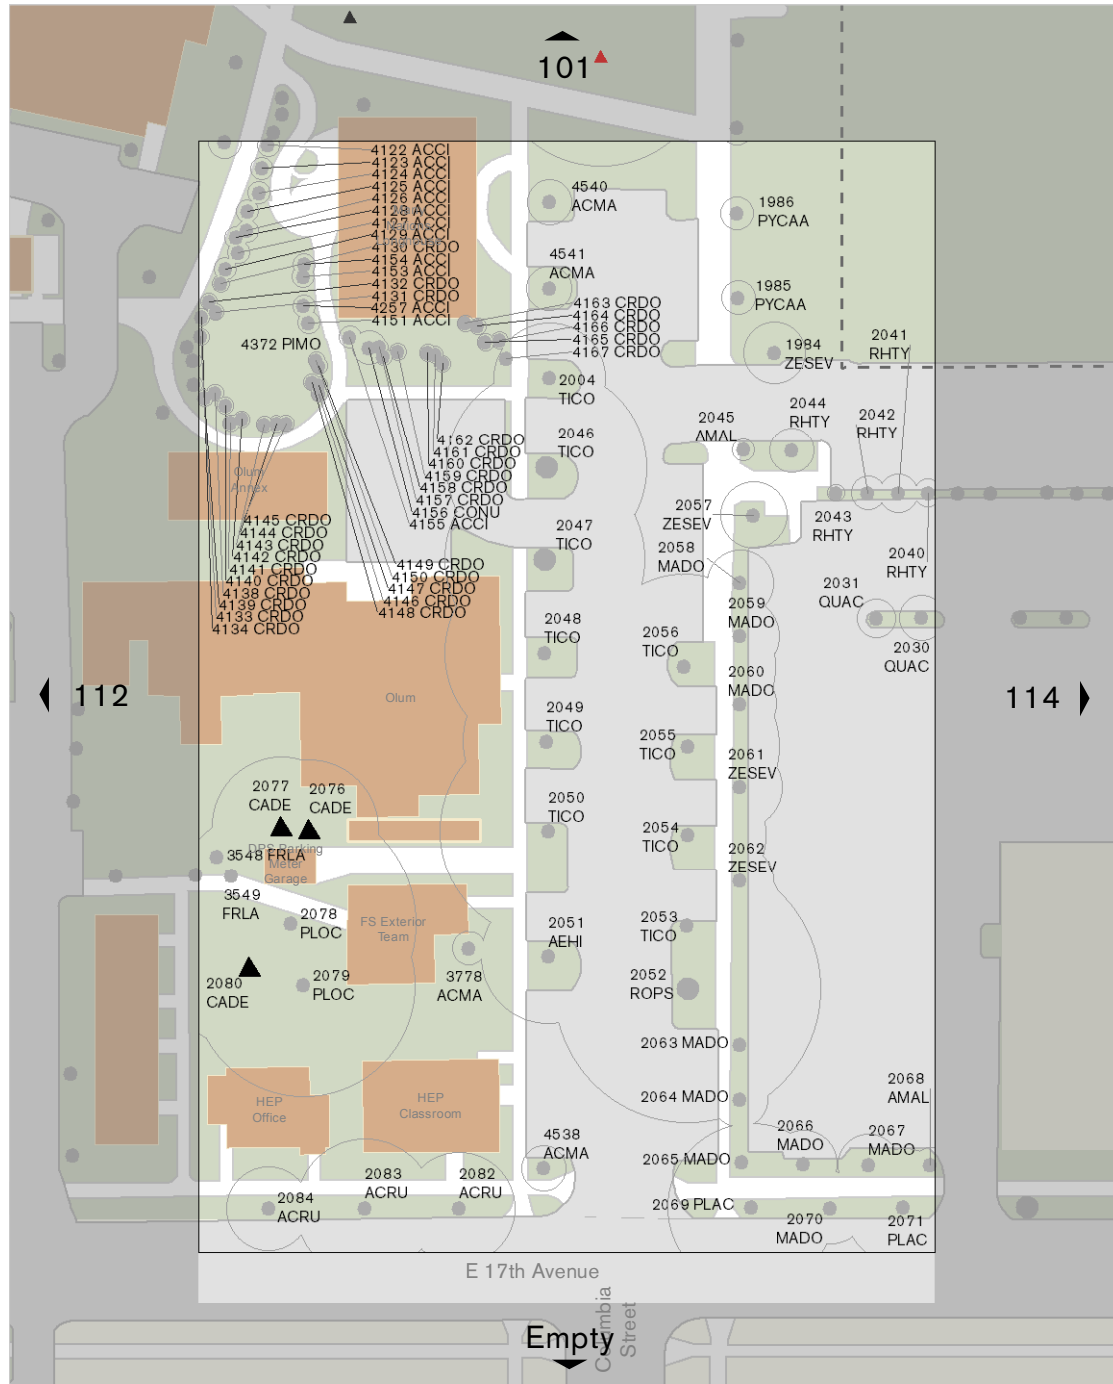 101
4122 ACCI
4123 ACCI
4124 ACCI
4125 ACCI
4126 ACCI
4128 ACCI
4127 ACCI
4129 ACCI
4130 CRDO
4154 ACCI
4153 ACCI
4132 CRDO
4131 CRDO
4257 ACCI
4151 ACCI
4372 PIMO
4540
ACMA
4541
ACMA
1986
PYCAA
1985
PYCAA
1984
ZESEV
4163 CRDO
4164 CRDO
4166 CRDO
4165 CRDO
4167 CRDO
2041
RHTY
2004
TICO
2044
RHTY
2045
AMAL
2042
RHTY
2046
TICO
4162 CRDO
4161 CRDO
4160 CRDO
4159 CRDO
4158 CRDO
4157 CRDO
4156 CONU
4155 ACCI
Olum
Annex
2057
ZESEV
2043
RHTY
2047
TICO
2058
MADO
2040
RHTY
4145 CRDO
4144 CRDO
4143 CRDO
4142 CRDO
4141 CRDO
4140 CRDO
4138 CRDO
4139 CRDO
4133 CRDO
4134 CRDO
4149 CRDO
4150 CRDO
4147 CRDO
4146 CRDO
4148 CRDO
2031
QUAC
2059
MADO
2048
TICO
2056
TICO
2030
QUAC
2060
MADO
112
Olum
114
2049
TICO
2055
TICO
2061
ZESEV
2077
CADE
2076
CADE
2050
TICO
2054
TICO
2062
ZESEV
DPS Parking
Meter
Garage
3548 FRLA
3549
FRLA
2078
PLOC
FS Exterior
Team
2051
AEHI
2053
TICO
2080
CADE
2079
PLOC
3778
ACMA
2052
ROPS
2063 MADO
2064 MADO
2068
AMAL
HEP
Office
HEP
Classroom
2066
MADO
2067
MADO
4538
ACMA
2065 MADO
2083
ACRU
2082
ACRU
2084
ACRU
2069 PLAC
2070
MADO
2071
PLAC
E 17th Avenue
Columbia
Street
Empty